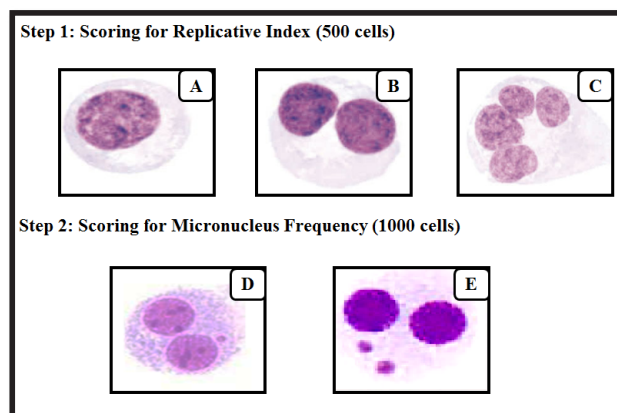 Step 1: Scoring for Replicative Index (500 cells)
A
B
C
Step 2: Scoring for Micronucleus Frequency (1000 cells)
D
E